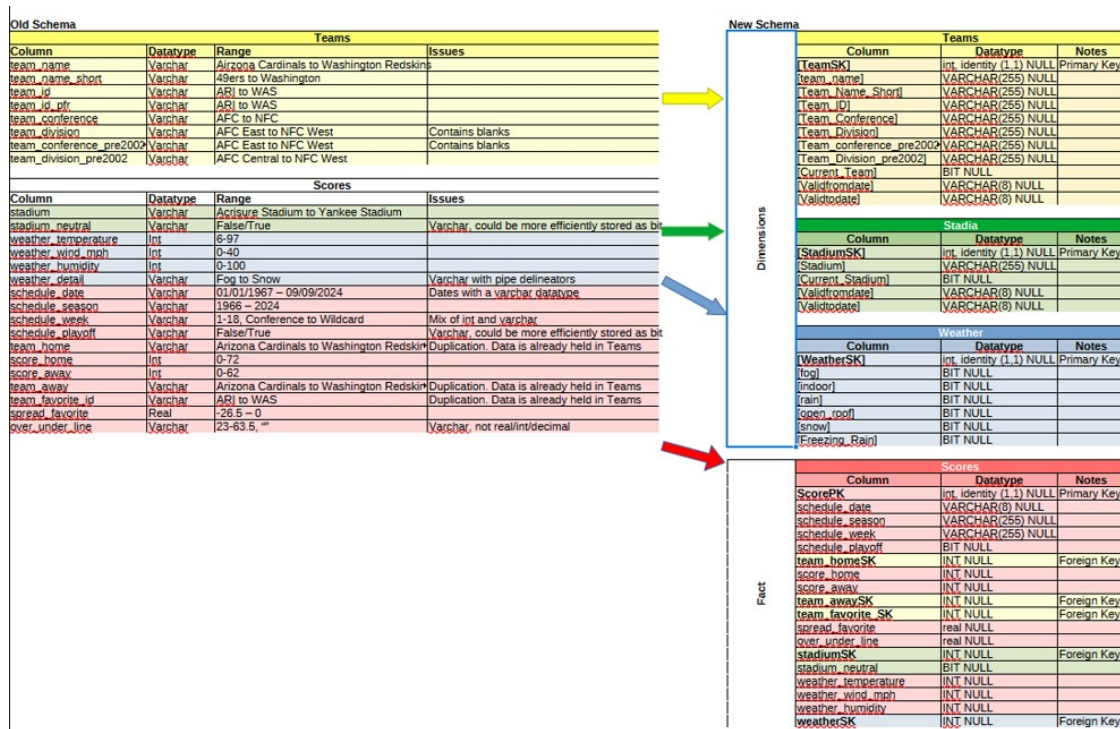 Old Schema
Teams
Column Datatype Range Issues
team_name Varchar Airzona Cardinals to Washington Redskins
team_name_short Varchar 49ers to Washington
team_id Varchar ARI to WAS
team_id_pfr Varchar ARI to WAS
team_conference Varchar AFC to NFC
team_division Varchar AFC East to NFC West Contains blanks
team_conference_pre2002 Varchar AFC East to NFC West Contains blanks
team_division_pre2002 Varchar AFC Central to NFC West
Scores
Column Datatype Range Issues
stadium Varchar Acrisure Stadium to Yankee Stadium
stadium_neutral Varchar False/True Varchar, could be more efficiently stored as bit
weather_temperature Int 6-97
weather_wind_mph Int 0-40
weather_humidity Int 0-100
weather_detail Varchar Fog to Snow Varchar with pipe delineators
schedule_date Varchar 01/01/1967 – 09/09/2024 Dates with a varchar datatype
schedule_season Varchar 1966 – 2024
schedule_week Varchar 1-18, Conference to Wildcard Mix of int and varchar
schedule_playoff Varchar False/True Varchar, could be more efficiently stored as bit
team_home Varchar Arizona Cardinals to Washington Redskin Duplication. Data is already held in Teams
score_home Int 0-72
score_away Int 0-62
team_away Varchar Arizona Cardinals to Washington Redskin Duplication. Data is already held in Teams
team_favorite_id Varchar ARI to WAS Duplication. Data is already held in Teams
spread_favorite Real -26.5 – 0
over_under_line Varchar 23-63.5, “” Varchar, not real/int/decimal
New Schema
Dimensions
Teams
Column Datatype Notes
[TeamSK] int, identity (1,1) NULL Primary Key
[team_name] VARCHAR(255) NULL
[Team_Name_Short] VARCHAR(255) NULL
[Team_ID] VARCHAR(255) NULL
[Team_Conference] VARCHAR(255) NULL
[Team_Division] VARCHAR(255) NULL
[Team_conference_pre2002 VARCHAR(255) NULL
[Team_Division_pre2002] VARCHAR(255) NULL
[Current_Team] BIT NULL
[Validfromdate] VARCHAR(8) NULL
[Validtodate] VARCHAR(8) NULL
Stadia
Column Datatype Notes
[StadiumSK] int, identity (1,1) NULL Primary Key
[Stadium] VARCHAR(255) NULL
[Current_Stadium] BIT NULL
[Validfromdate] VARCHAR(8) NULL
[Validtodate] VARCHAR(8) NULL
Weather
Column Datatype Notes
[WeatherSK] int, identity (1,1) NULL Primary Key
[fog] BIT NULL
[indoor] BIT NULL
[rain] BIT NULL
[open_roof] BIT NULL
[snow] BIT NULL
[Freezing_Rain] BIT NULL
Fact
Scores
Column Datatype Notes
ScorePK int, identity (1,1) NULL Primary Key
schedule_date VARCHAR(8) NULL
schedule_season VARCHAR(255) NULL
schedule_week VARCHAR(255) NULL
schedule_playoff BIT NULL
team_homeSK INT NULL Foreign Key
score_home INT NULL
score_away INT NULL
team_awaySK INT NULL Foreign Key
team_favorite_SK INT NULL Foreign Key
spread_favorite real NULL
over_under_line real NULL
stadiumSK INT NULL Foreign Key
stadium_neutral BIT NULL
weather_temperature INT NULL
weather_wind_mph INT NULL
weather_humidity INT NULL
weatherSK INT NULL Foreign Key